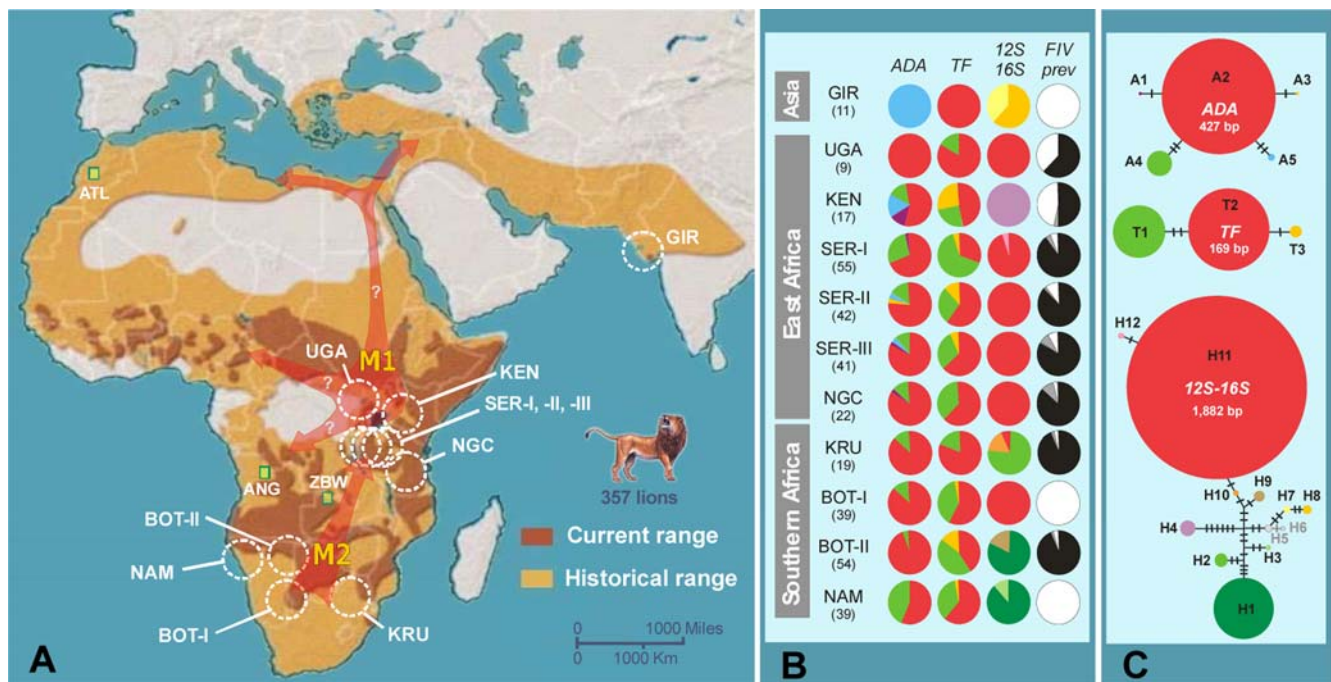 ATL
GIR
?
UGA
M1
KEN
?
SER-I, -II, -III
?
NGC
ANG
ZBW
357 lions
BOT-II
M2
Current range
NAM
Historical range
BOT-I
KRU
0 1000 Miles
0 1000 Km
A
ADA TF 12S 16S FIV prev
Asia
GIR
(11)
East Africa
UGA
(9)
KEN
(17)
SER-I
(55)
SER-II
(42)
SER-III
(41)
NGC
(22)
Southern Africa
KRU
(19)
BOT-I
(39)
BOT-II
(54)
NAM
(39)
B
A1 A2 A3
ADA
427 bp
A4 A5
T1 T2 T3
TF
169 bp
H12 H11
12S-16S
1,882 bp
H10 H9 H7 H8
H4 H5 H6
H2 H3
H1
C